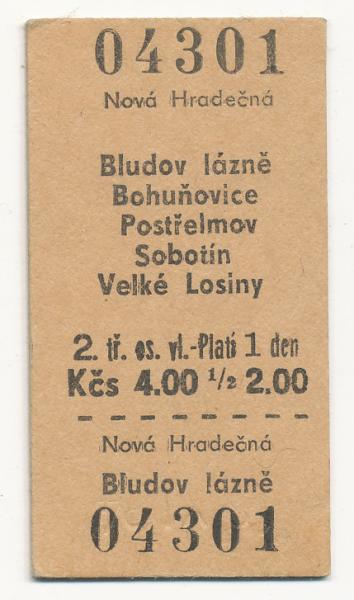 04301
Nová Hradečná
Bludov lázně
Bohuňovice
Postřelmov
Sobotín
Velké Losiny
2. tř. os. vl.-Platí 1 den
Kčs 4.00 1/2 2.00
Nová Hradečná
Bludov lázně
04301